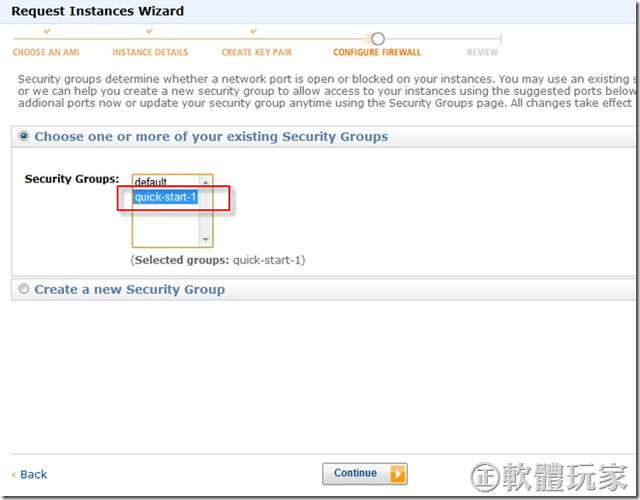 Request Instances Wizard
CHOOSE AN AMI INSTANCE DETAILS CREATE KEY PAIR CONFIGURE FIREWALL REVIEW
Security groups determine whether a network port is open or blocked on your instances. You may use an existing s
or we can help you create a new security group to allow access to your instances using the suggested ports below
addional ports now or update your security group anytime using the Security Groups page. All changes take effect
Choose one or more of your existing Security Groups
Security Groups:
default
quick-start-1
(Selected groups: quick-start-1)
Create a new Security Group
Back
Continue
正軟體玩家